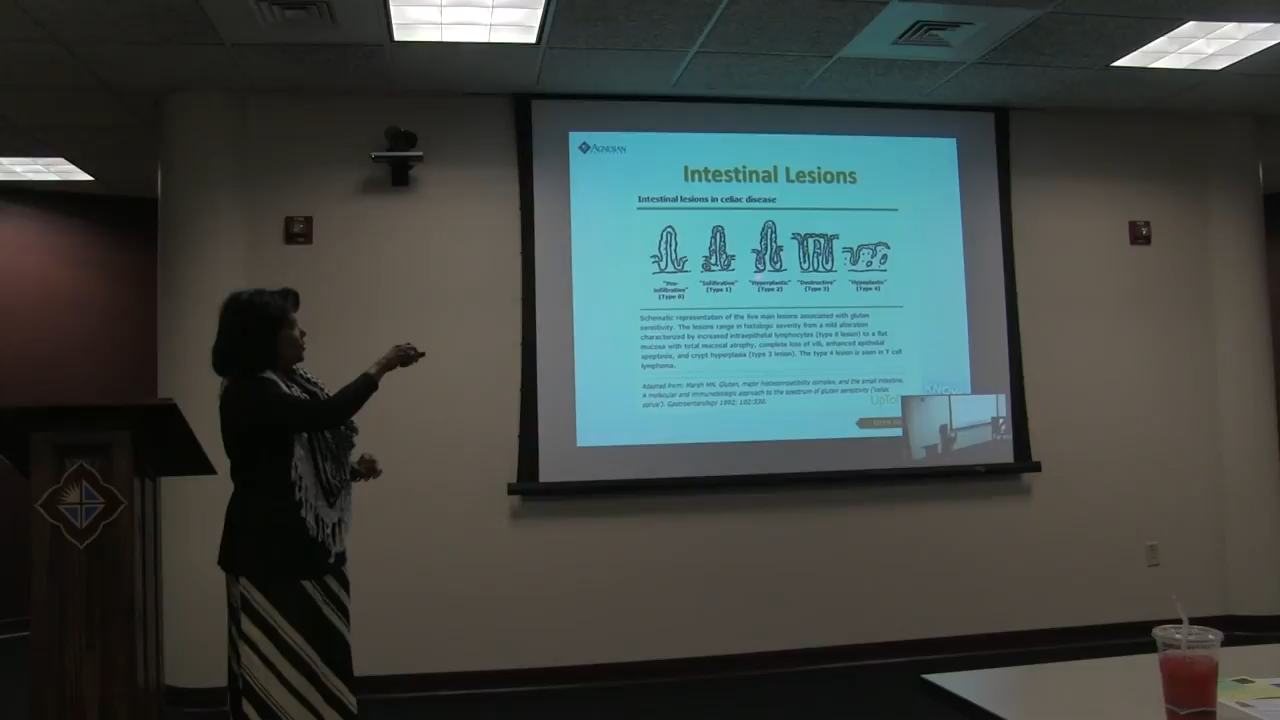 AGNESIAN
Intestinal Lesions
Intestinal lesions in celiac disease
"Pre-
infiltrative"
(Type 0)
"Infiltrative"
(Type 1)
"Hyperplastic"
(Type 2)
"Destructive"
(Type 3)
"Hypoplastic"
(Type 4)
Schematic representation of the five main lesions associated with gluten
sensitivity. The lesions range in histologic severity from a mild alteration
characterized by increased intraepithelial lymphocytes (type 0 lesion) to a flat
mucosa with total mucosal atrophy, complete loss of villi, enhanced epithelial
apoptosis, and crypt hyperplasia (type 3 lesion). The type 4 lesion is seen in T cell
lymphoma.
Adapted from: Marsh MN. Gluten, major histocompatibility complex, and the small intestine.
A molecular and immunobiologic approach to the spectrum of gluten sensitivity ('celiac
sprue'). Gastroenterology 1992; 102:330.